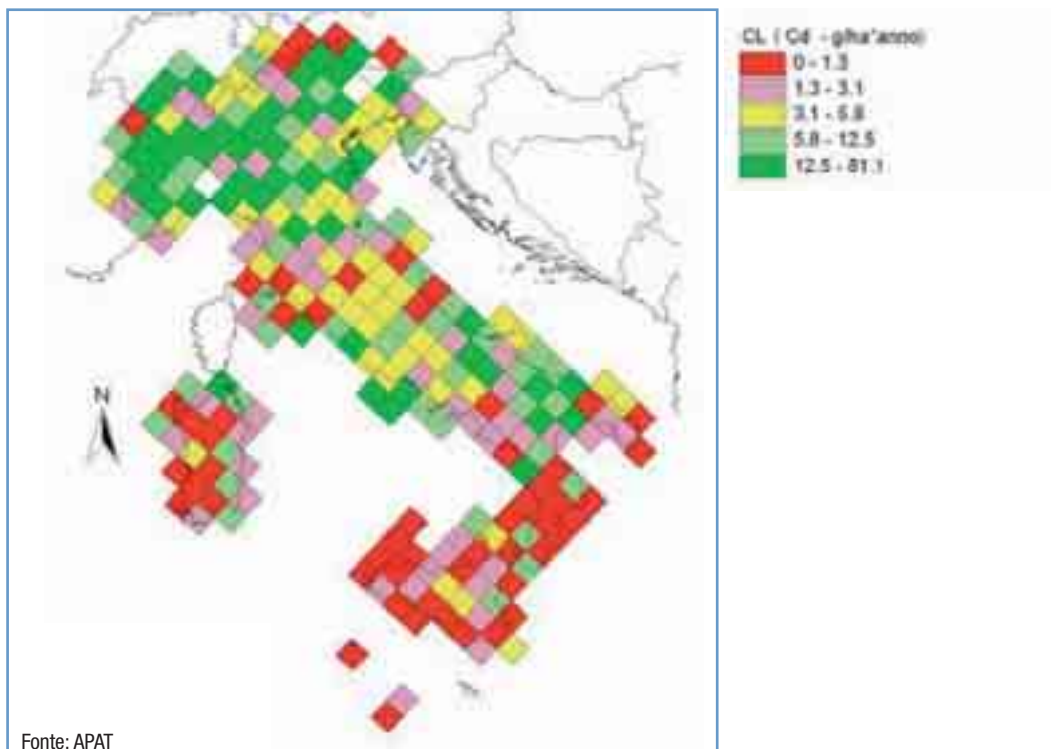 CL ( Cd - g/ha*anno)
0 - 1.3
1.3 - 3.1
3.1 - 5.8
5.8 - 12.5
12.5 - 81.1
N
Fonte: APAT